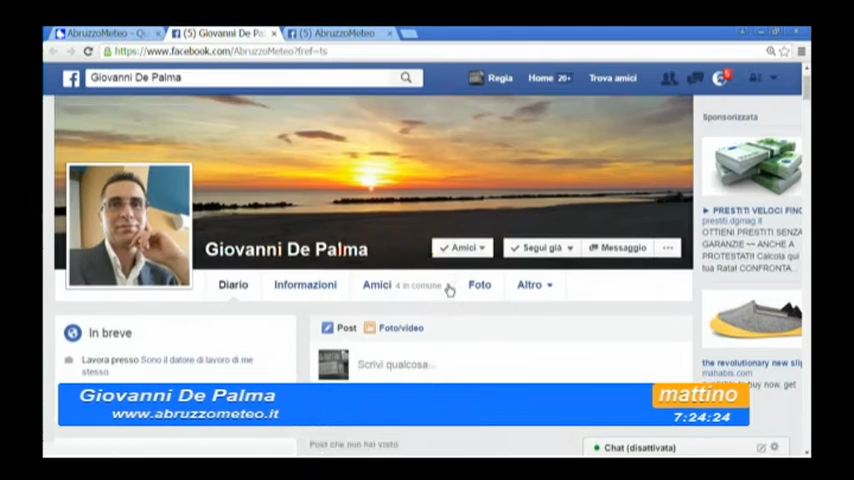 AbruzzoMeteo - Qu
(5) Giovanni De Pa
(5) AbruzzoMeteo
https://www.facebook.com/AbruzzoMeteo?fref=ts
Giovanni De Palma
Regia
Home 20+
Trova amici
5
Giovanni De Palma
Amici
Segui già
Messaggio
Diario
Informazioni
Amici 4 in comune
Foto
Altro
Sponsorizzata
PRESTITI VELOCI FINO
prestiti.dgmag.it
OTTIENI PRESTITI SENZA
GARANZIE ~~ ANCHE A
PROTESTATI! Calcola qui
tua Rata! CONFRONTA...
In breve
Lavora presso Sono il datore di lavoro di me
stesso
Post
Foto/video
Scrivi qualcosa...
the revolutionary new slip
mahabis.com
buy now, get
Giovanni De Palma
www.abruzzometeo.it
mattino
7:24:24
Post che non hai visto
Chat (disattivata)